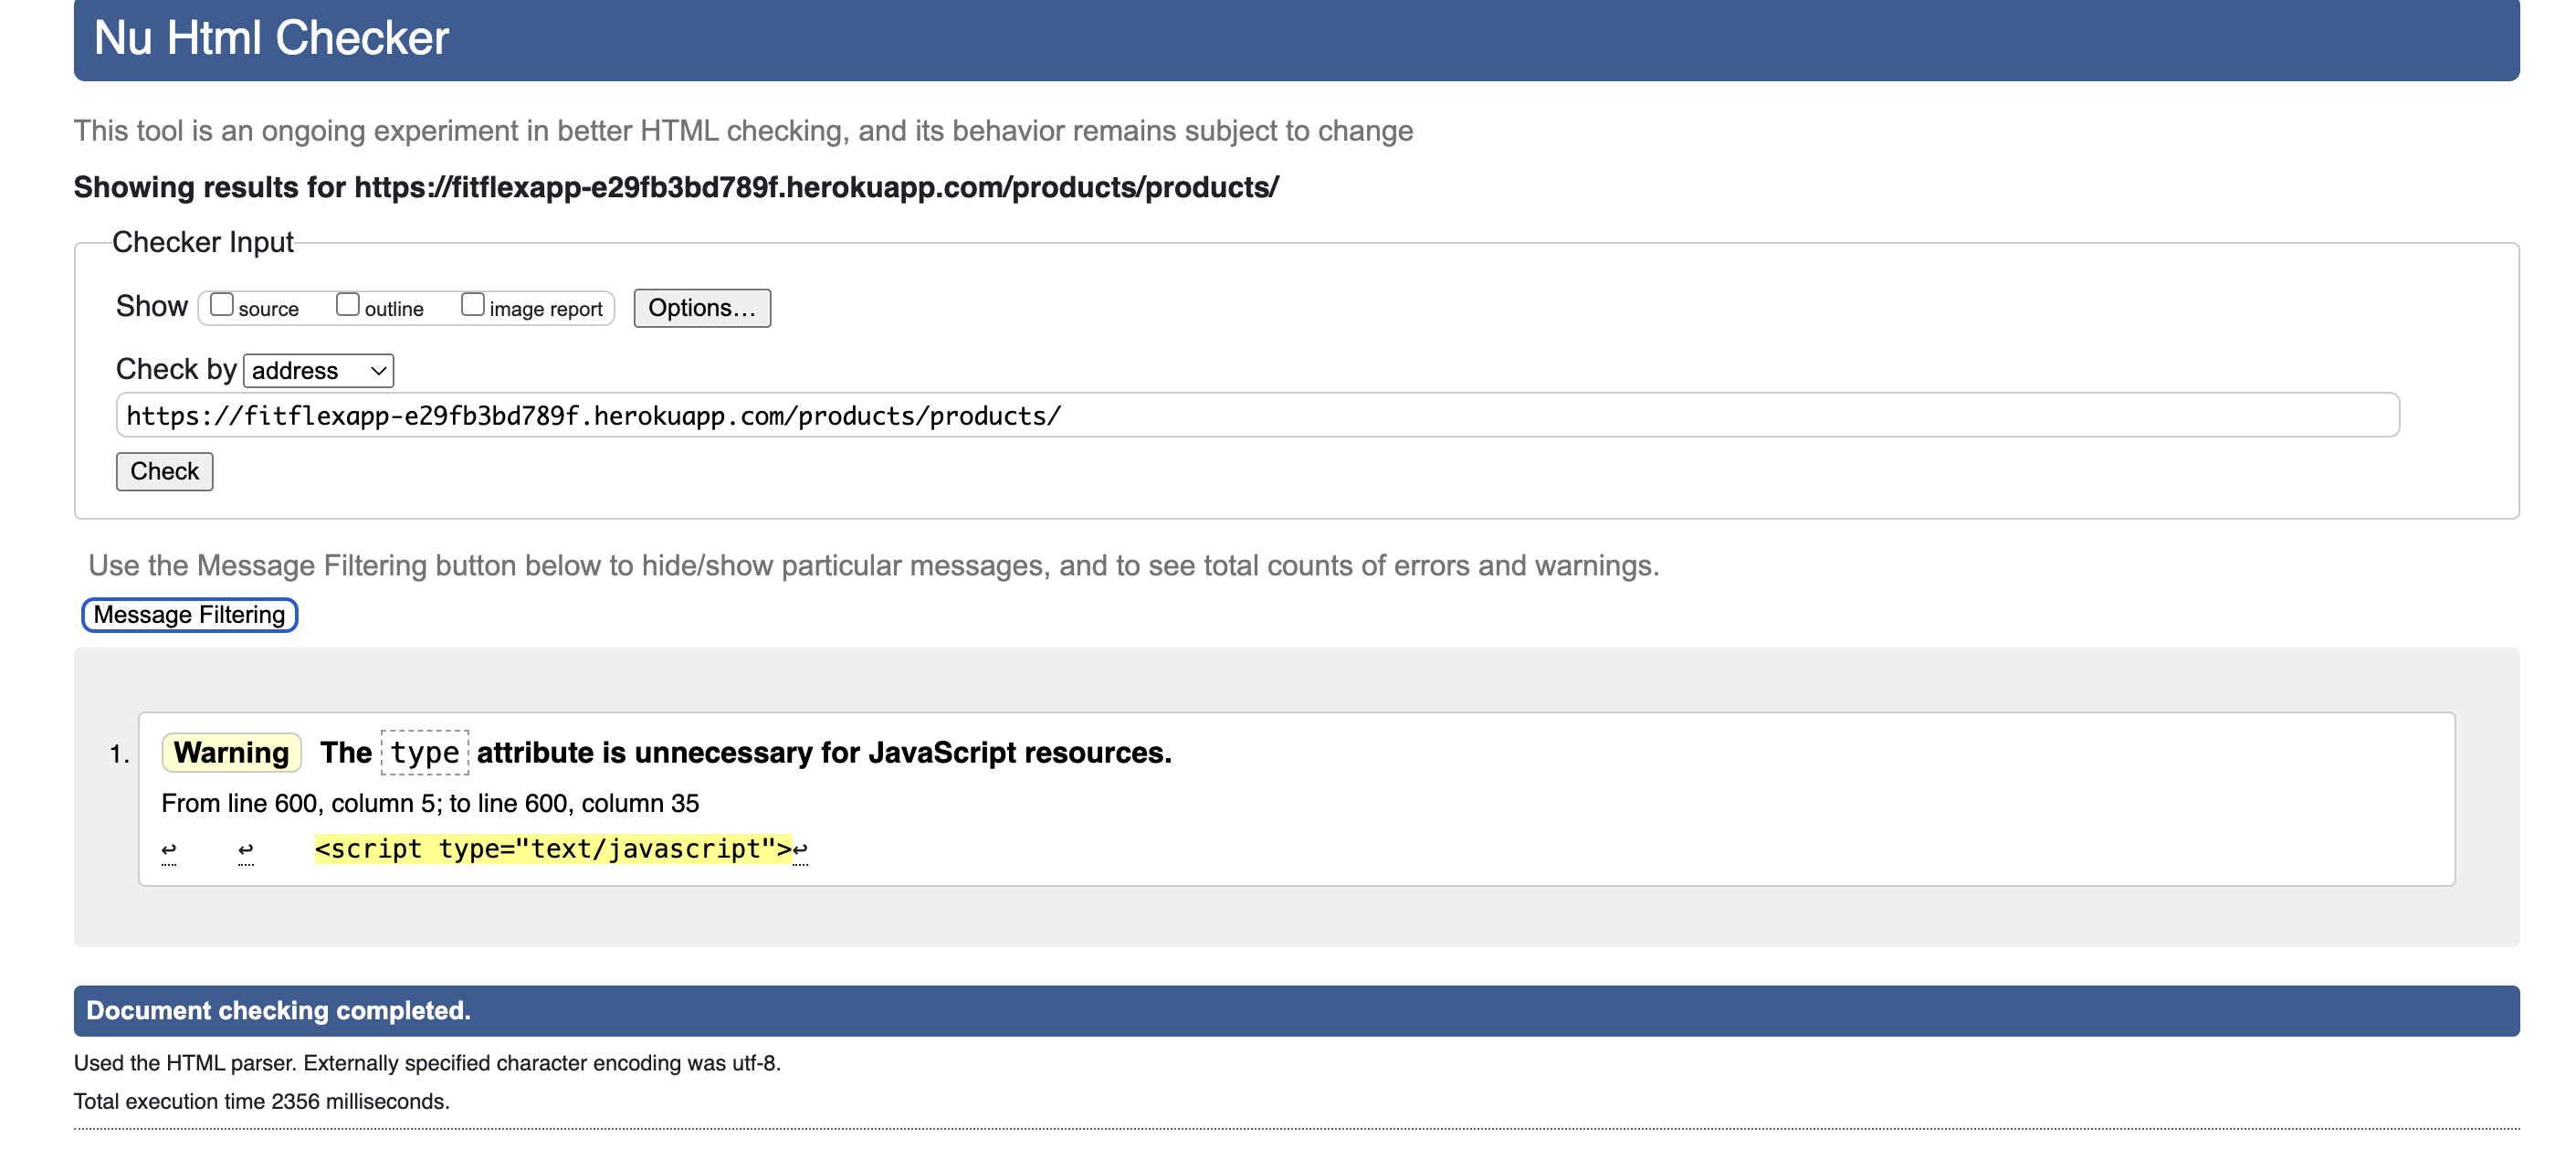 Nu Html Checker
This tool is an ongoing experiment in better HTML checking, and its behavior remains subject to change
Showing results for https://fitflexapp-e29fb3bd789f.herokuapp.com/products/products/
Checker Input
Show source outline image report Options…
Check by address
https://fitflexapp-e29fb3bd789f.herokuapp.com/products/products/
Check
Use the Message Filtering button below to hide/show particular messages, and to see total counts of errors and warnings.
Message Filtering
1. Warning The type attribute is unnecessary for JavaScript resources.
From line 600, column 5; to line 600, column 35
↩ ↩ <script type="text/javascript">↩
Document checking completed.
Used the HTML parser. Externally specified character encoding was utf-8.
Total execution time 2356 milliseconds.